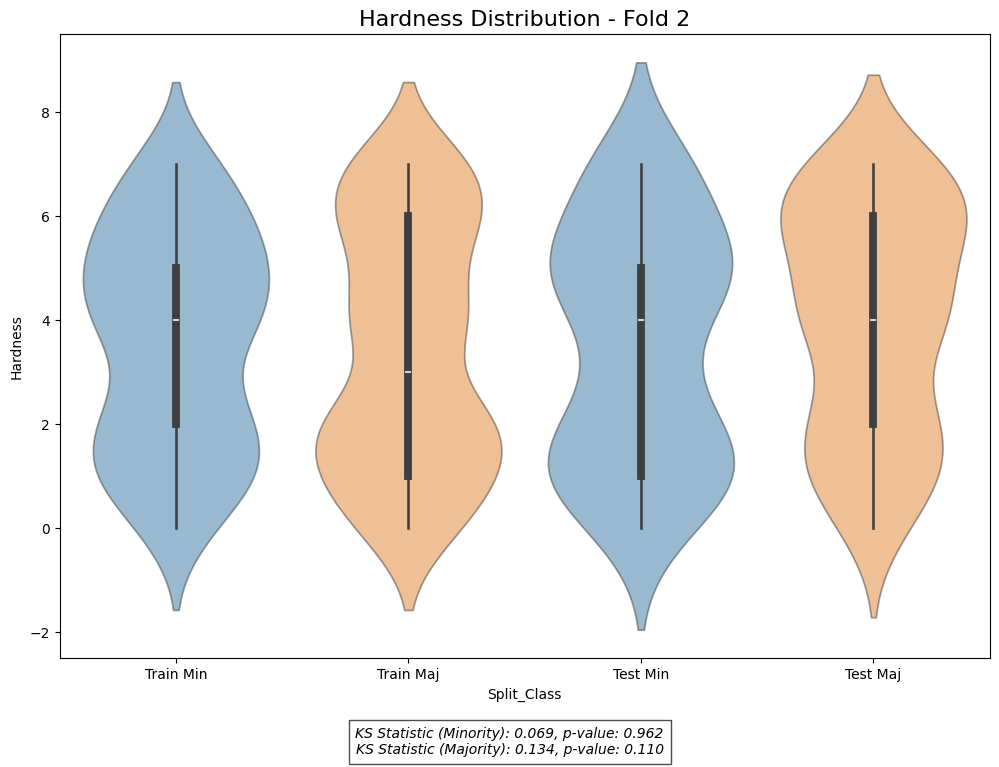 Hardness Distribution - Fold 2
Hardness
8
6
4
2
0
−2
Train Min
Train Maj
Test Min
Test Maj
Split_Class
KS Statistic (Minority): 0.069, p-value: 0.962
KS Statistic (Majority): 0.134, p-value: 0.110